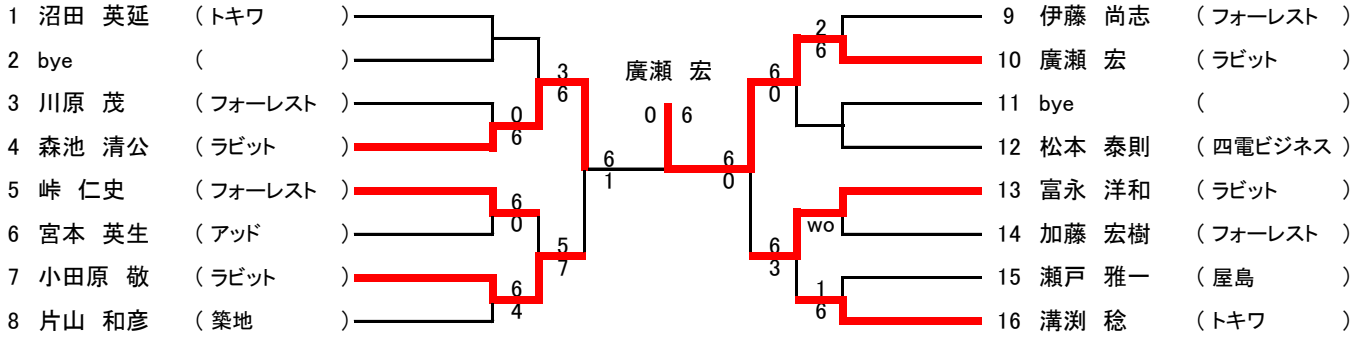 1 沼田 英延 (トキワ )
2 bye ( )
3 川原 茂 (フォーレスト )
4 森池 清公 (ラビット )
5 峠 仁史 (フォーレスト )
6 宮本 英生 (アッド )
7 小田原 敬 (ラビット )
8 片山 和彦 (築地 )
0
6
6
0
6
4
3
6
5
7
6
1
廣瀬 宏
0 6
6
0
6
0
6
3
2
6
wo
1
6
9 伊藤 尚志 (フォーレスト )
10 廣瀬 宏 (ラビット )
11 bye ( )
12 松本 泰則 (四電ビジネス )
13 富永 洋和 (ラビット )
14 加藤 宏樹 (フォーレスト )
15 瀬戸 雅一 (屋島 )
16 溝渕 稔 (トキワ )